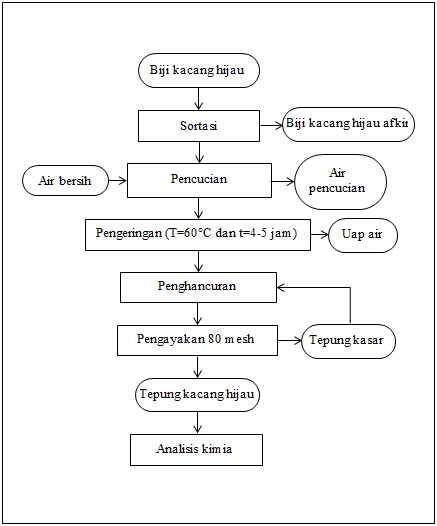 Biji kacang hijau
Sortasi
Biji kacang hijau afkir
Air bersih
Pencucian
Air
pencucian
Pengeringan (T=60°C dan t=4-5 jam)
Uap air
Penghancuran
Pengayakan 80 mesh
Tepung kasar
Tepung kacang hijau
Analisis kimia